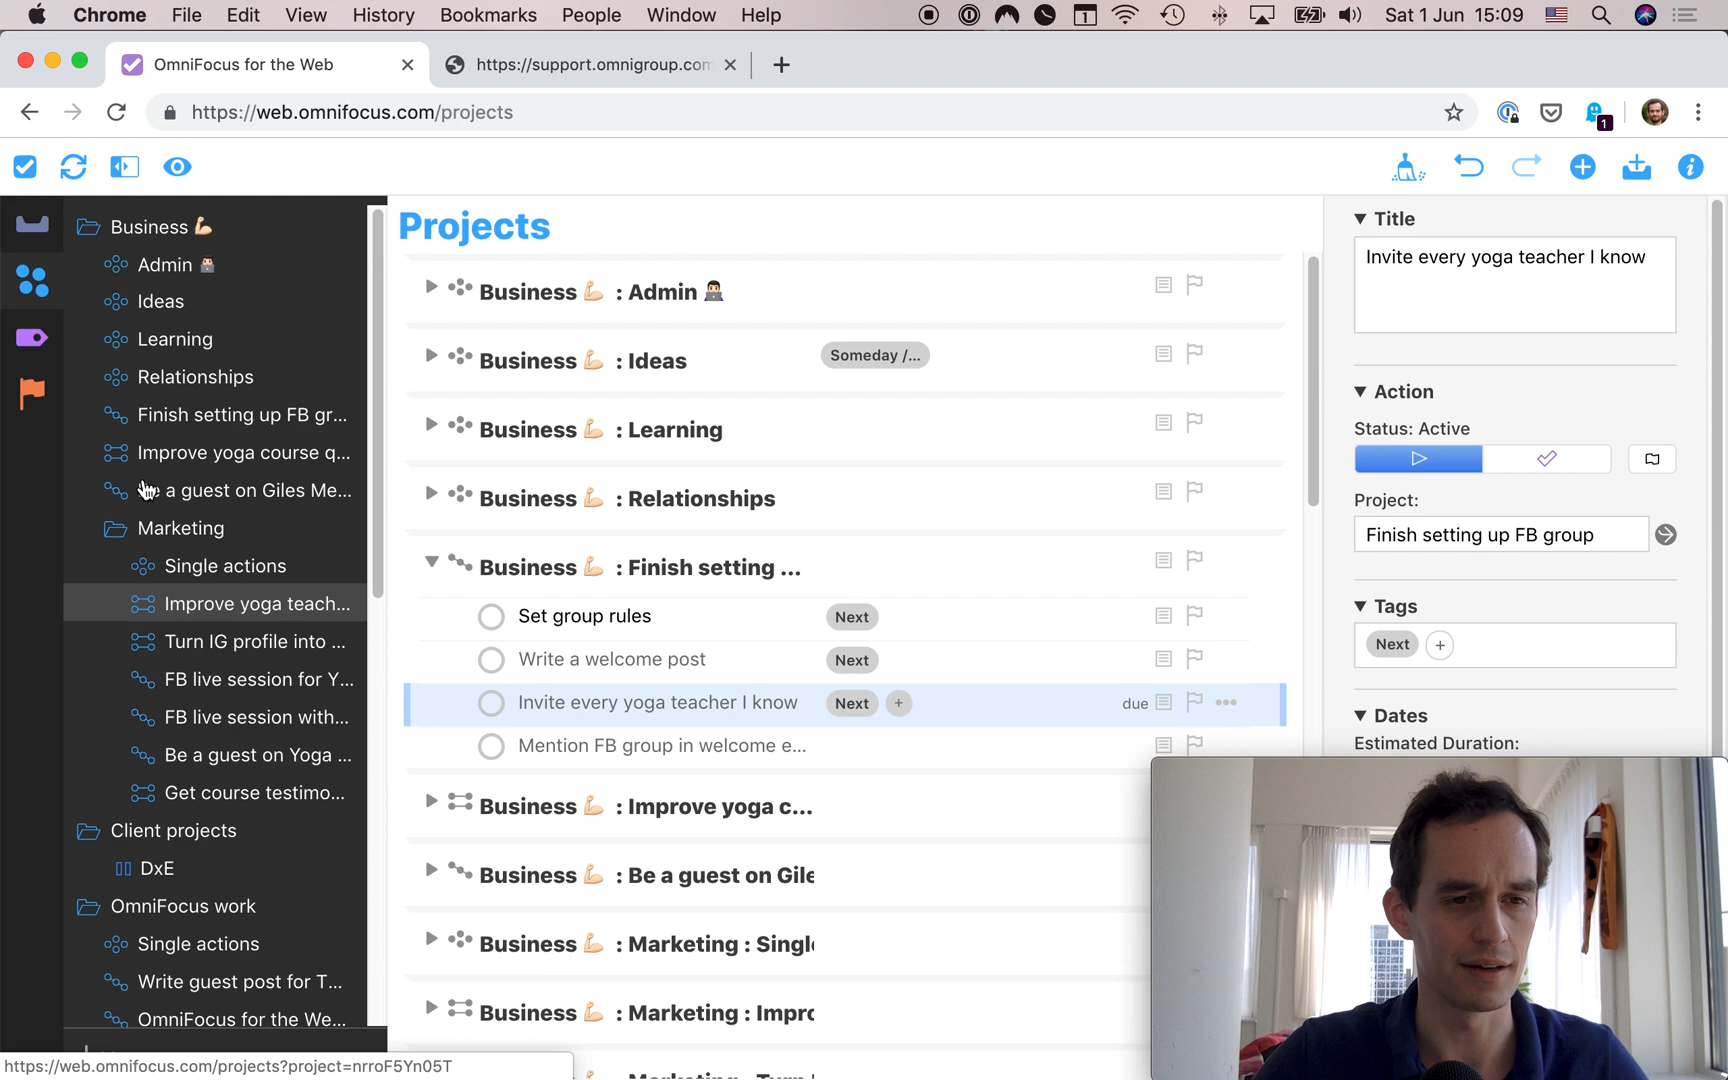 Chrome File Edit View History Bookmarks People Window Help Sat 1 Jun 15:09
OmniFocus for the Web
https://support.omnigroup.com
https://web.omnifocus.com/projects
1
Business 💪🏻
Admin 👨🏻‍💻
Ideas
Learning
Relationships
Finish setting up FB gr...
Improve yoga course q...
a guest on Giles Me...
Marketing
Single actions
Improve yoga teach...
Turn IG profile into ...
FB live session for Y...
FB live session with...
Be a guest on Yoga ...
Get course testimo...
Client projects
DxE
OmniFocus work
Single actions
Write guest post for T...
OmniFocus for the We...
https://web.omnifocus.com/projects?project=nrroF5Yn05T
Projects
Business 💪🏻 : Admin 👨🏻‍💻
Business 💪🏻 : Ideas Someday /...
Business 💪🏻 : Learning
Business 💪🏻 : Relationships
Business 💪🏻 : Finish setting ...
Set group rules Next
Write a welcome post Next
Invite every yoga teacher I know Next + due
Mention FB group in welcome e...
Business 💪🏻 : Improve yoga c...
Business 💪🏻 : Be a guest on Gile
Business 💪🏻 : Marketing : Single
Business 💪🏻 : Marketing : Impro
Title
Invite every yoga teacher I know
Action
Status: Active
Project:
Finish setting up FB group
Tags
Next +
Dates
Estimated Duration: